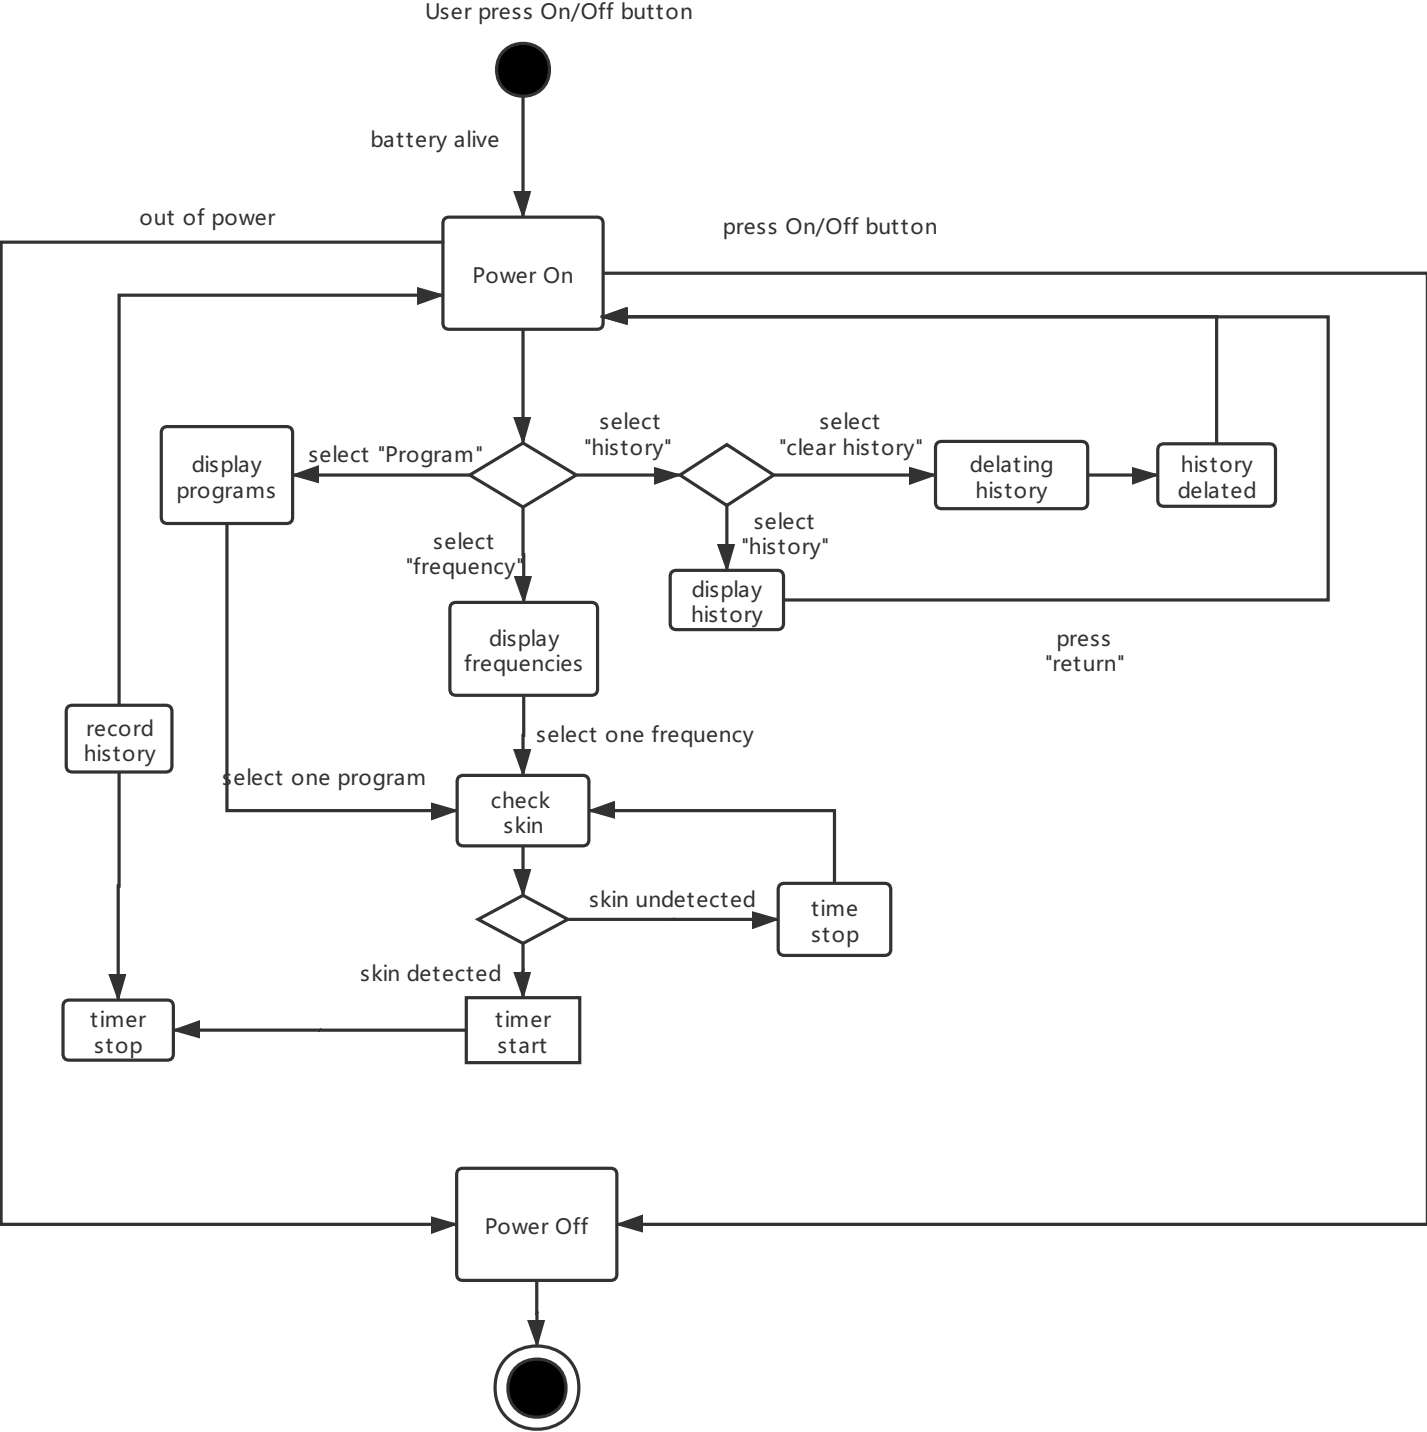 User press On/Off button
battery alive
out of power
press On/Off button
Power On
select
"history"
select
"clear history"
select "Program"
display
programs
delating
history
history
delated
select
"frequency"
select
"history"
display
history
display
frequencies
press
"return"
record
history
select one frequency
select one program
check
skin
skin undetected
time
stop
skin detected
timer
stop
timer
start
Power Off